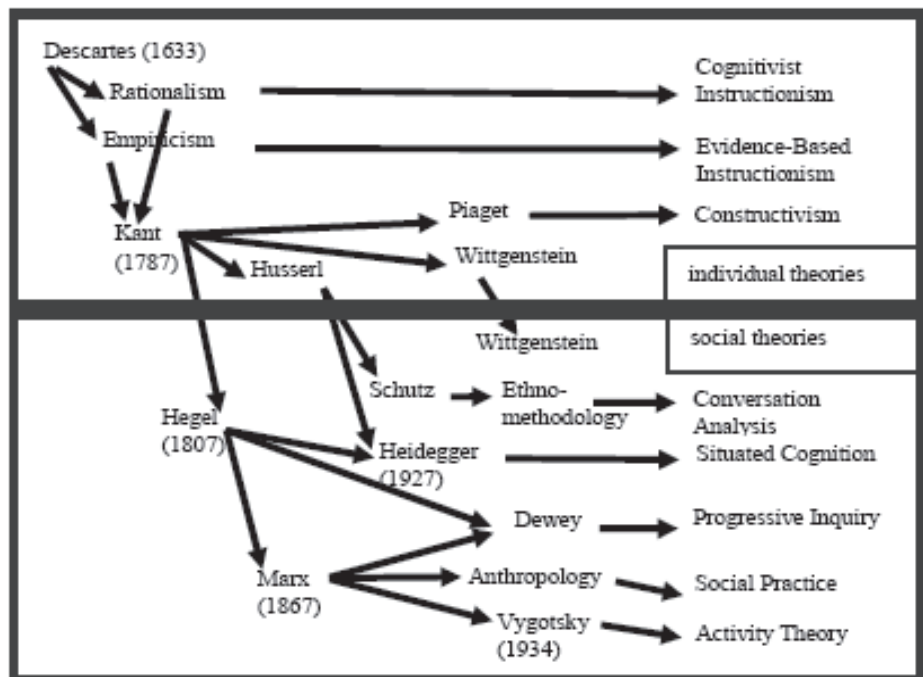 Descartes (1633)
Rationalism
Cognitivist
Instructionism
Empiricism
Evidence-Based
Instructionism
Kant
(1787)
Piaget
Constructivism
Husserl
Wittgenstein
individual theories
Wittgenstein
social theories
Schutz
Ethno-
methodology
Conversation
Analysis
Hegel
(1807)
Heidegger
(1927)
Situated Cognition
Dewey
Progressive Inquiry
Marx
(1867)
Anthropology
Social Practice
Vygotsky
(1934)
Activity Theory